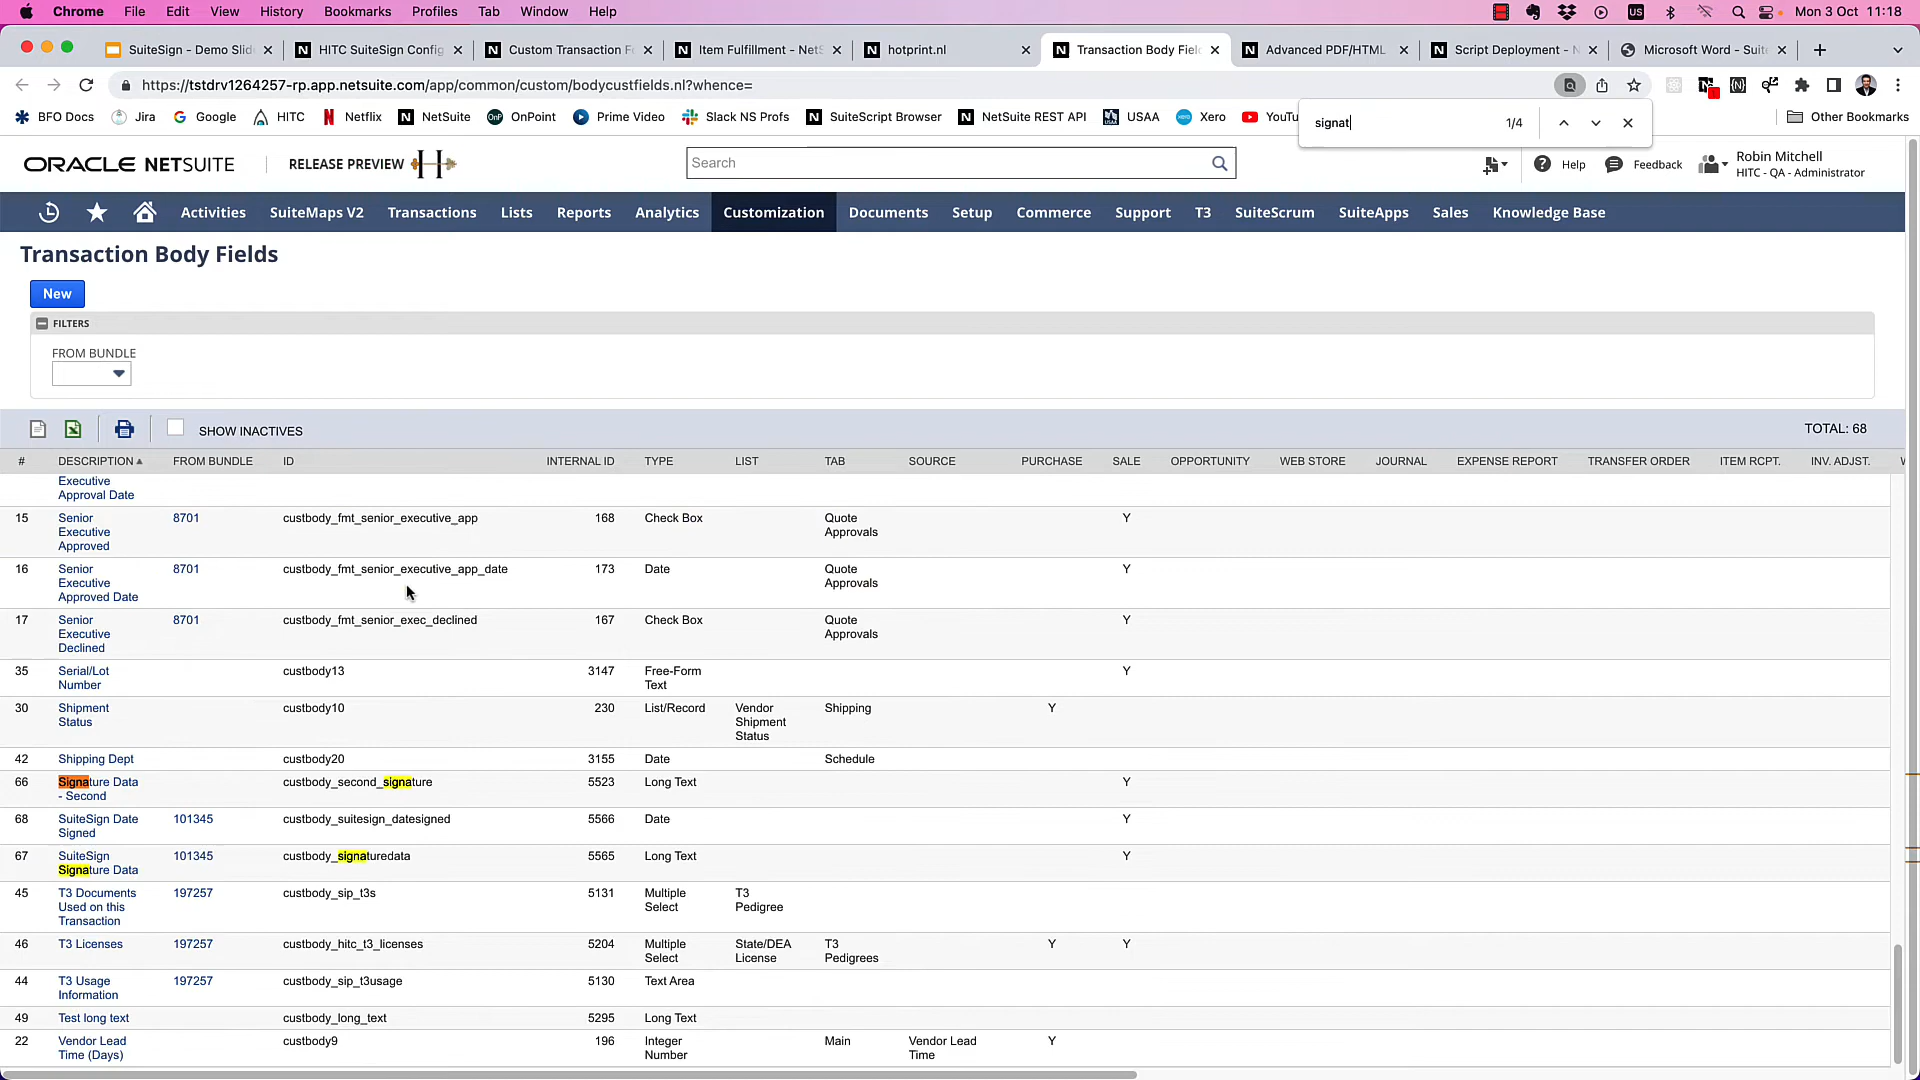 Chrome File Edit View History Bookmarks Profiles Tab Window Help US Mon 3 Oct 11:18
SuiteSign - Demo Slid HITC SuiteSign Config Custom Transaction F Item Fulfillment - NetS hotprint.nl Transaction Body Fiel Advanced PDF/HTML Script Deployment - N Microsoft Word - Suit
https://tstdrv1264257-rp.app.netsuite.com/app/common/custom/bodycustfields.nl?whence=
BFO Docs Jira Google HITC Netflix NetSuite OnPoint Prime Video Slack NS Profs SuiteScript Browser NetSuite REST API USAA Xero YouTu Other Bookmarks
signat 1/4
ORACLE NETSUITE RELEASE PREVIEW H Search Help Feedback Robin Mitchell
HITC - QA - Administrator
Activities SuiteMaps V2 Transactions Lists Reports Analytics Customization Documents Setup Commerce Support T3 SuiteScrum SuiteApps Sales Knowledge Base
Transaction Body Fields
New
FILTERS
FROM BUNDLE
SHOW INACTIVES TOTAL: 68
# DESCRIPTION FROM BUNDLE ID INTERNAL ID TYPE LIST TAB SOURCE PURCHASE SALE OPPORTUNITY WEB STORE JOURNAL EXPENSE REPORT TRANSFER ORDER ITEM RCPT. INV. ADJST.
Executive
Approval Date
15 Senior 8701 custbody_fmt_senior_executive_app 168 Check Box Quote Y
Executive Approvals
Approved
16 Senior 8701 custbody_fmt_senior_executive_app_date 173 Date Quote Y
Executive Approvals
Approved Date
17 Senior 8701 custbody_fmt_senior_exec_declined 167 Check Box Quote Y
Executive Approvals
Declined
35 Serial/Lot custbody13 3147 Free-Form Y
Number Text
30 Shipment custbody10 230 List/Record Vendor Shipping Y
Status Shipment
Status
42 Shipping Dept custbody20 3155 Date Schedule
66 Signature Data custbody_second_signature 5523 Long Text Y
- Second
68 SuiteSign Date 101345 custbody_suitesign_datesigned 5566 Date Y
Signed
67 SuiteSign 101345 custbody_signaturedata 5565 Long Text Y
Signature Data
45 T3 Documents 197257 custbody_sip_t3s 5131 Multiple T3
Used on this Select Pedigree
Transaction
46 T3 Licenses 197257 custbody_hitc_t3_licenses 5204 Multiple State/DEA T3 Y Y
Select License Pedigrees
44 T3 Usage 197257 custbody_sip_t3usage 5130 Text Area
Information
49 Test long text custbody_long_text 5295 Long Text
22 Vendor Lead custbody9 196 Integer Main Vendor Lead Y
Time (Days) Number Time